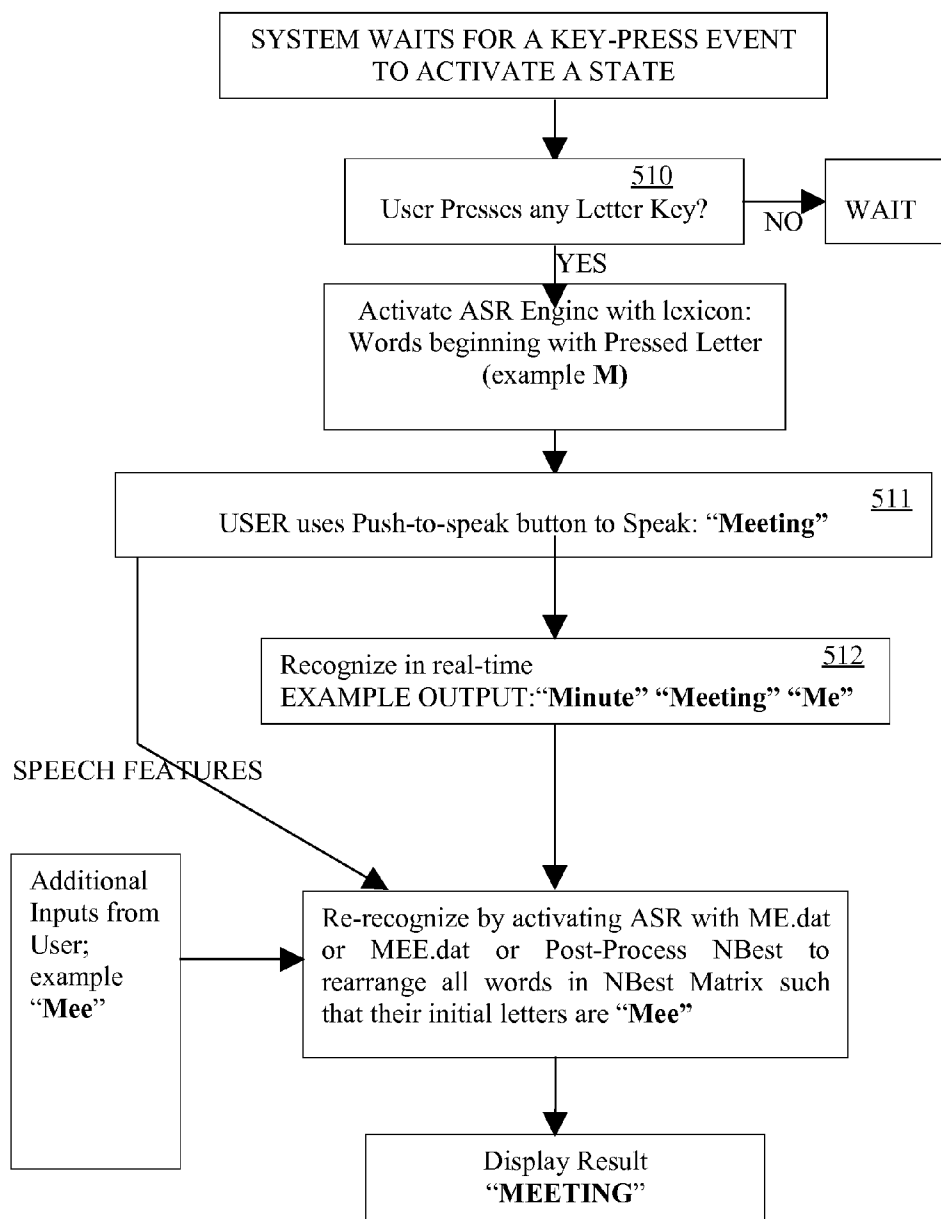 SYSTEM WAITS FOR A KEY-PRESS EVENT
TO ACTIVATE A STATE
510
User Presses any Letter Key?
NO
WAIT
YES
Activate ASR Engine with lexicon:
Words beginning with Pressed Letter
(example M)
511
USER uses Push-to-speak button to Speak: “Meeting”
512
Recognize in real-time
EXAMPLE OUTPUT:“Minute” “Meeting” “Me”
SPEECH FEATURES
Additional
Inputs from
User;
example
“Mee”
Re-recognize by activating ASR with ME.dat
or MEE.dat or Post-Process NBest to
rearrange all words in NBest Matrix such
that their initial letters are “Mee”
Display Result
“MEETING”